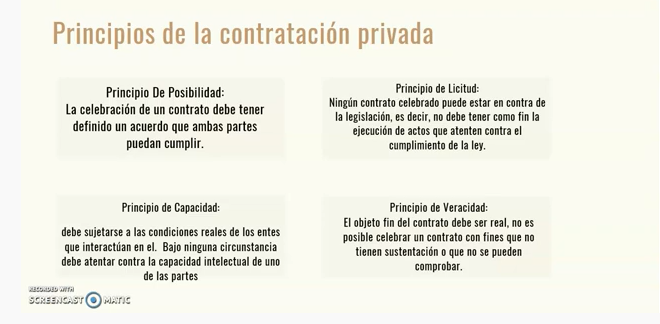 Principios de la contratación privada
Principio De Posibilidad:
La celebración de un contrato debe tener
definido un acuerdo que ambas partes
puedan cumplir.
Principio de Licitud:
Ningún contrato celebrado puede estar en contra de
la legislación, es decir, no debe tener como fin la
ejecución de actos que atenten contra el
cumplimiento de la ley.
Principio de Capacidad:
debe sujetarse a las condiciones reales de los entes
que interactúan en el. Bajo ninguna circunstancia
debe atentar contra la capacidad intelectual de uno
de las partes
Principio de Veracidad:
El objeto fin del contrato debe ser real, no es
posible celebrar un contrato con fines que no
tienen sustentación o que no se pueden
comprobar.
RECORDED WITH
SCREENCAST MATIC